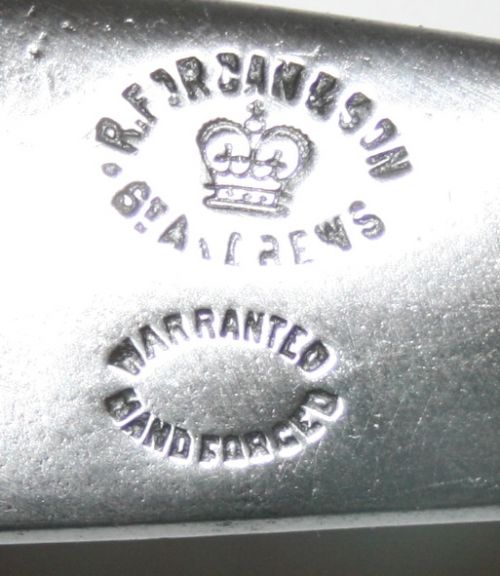 R. FORGAN & SON
ST ANDREWS
WARRANTED
HAND FORGED